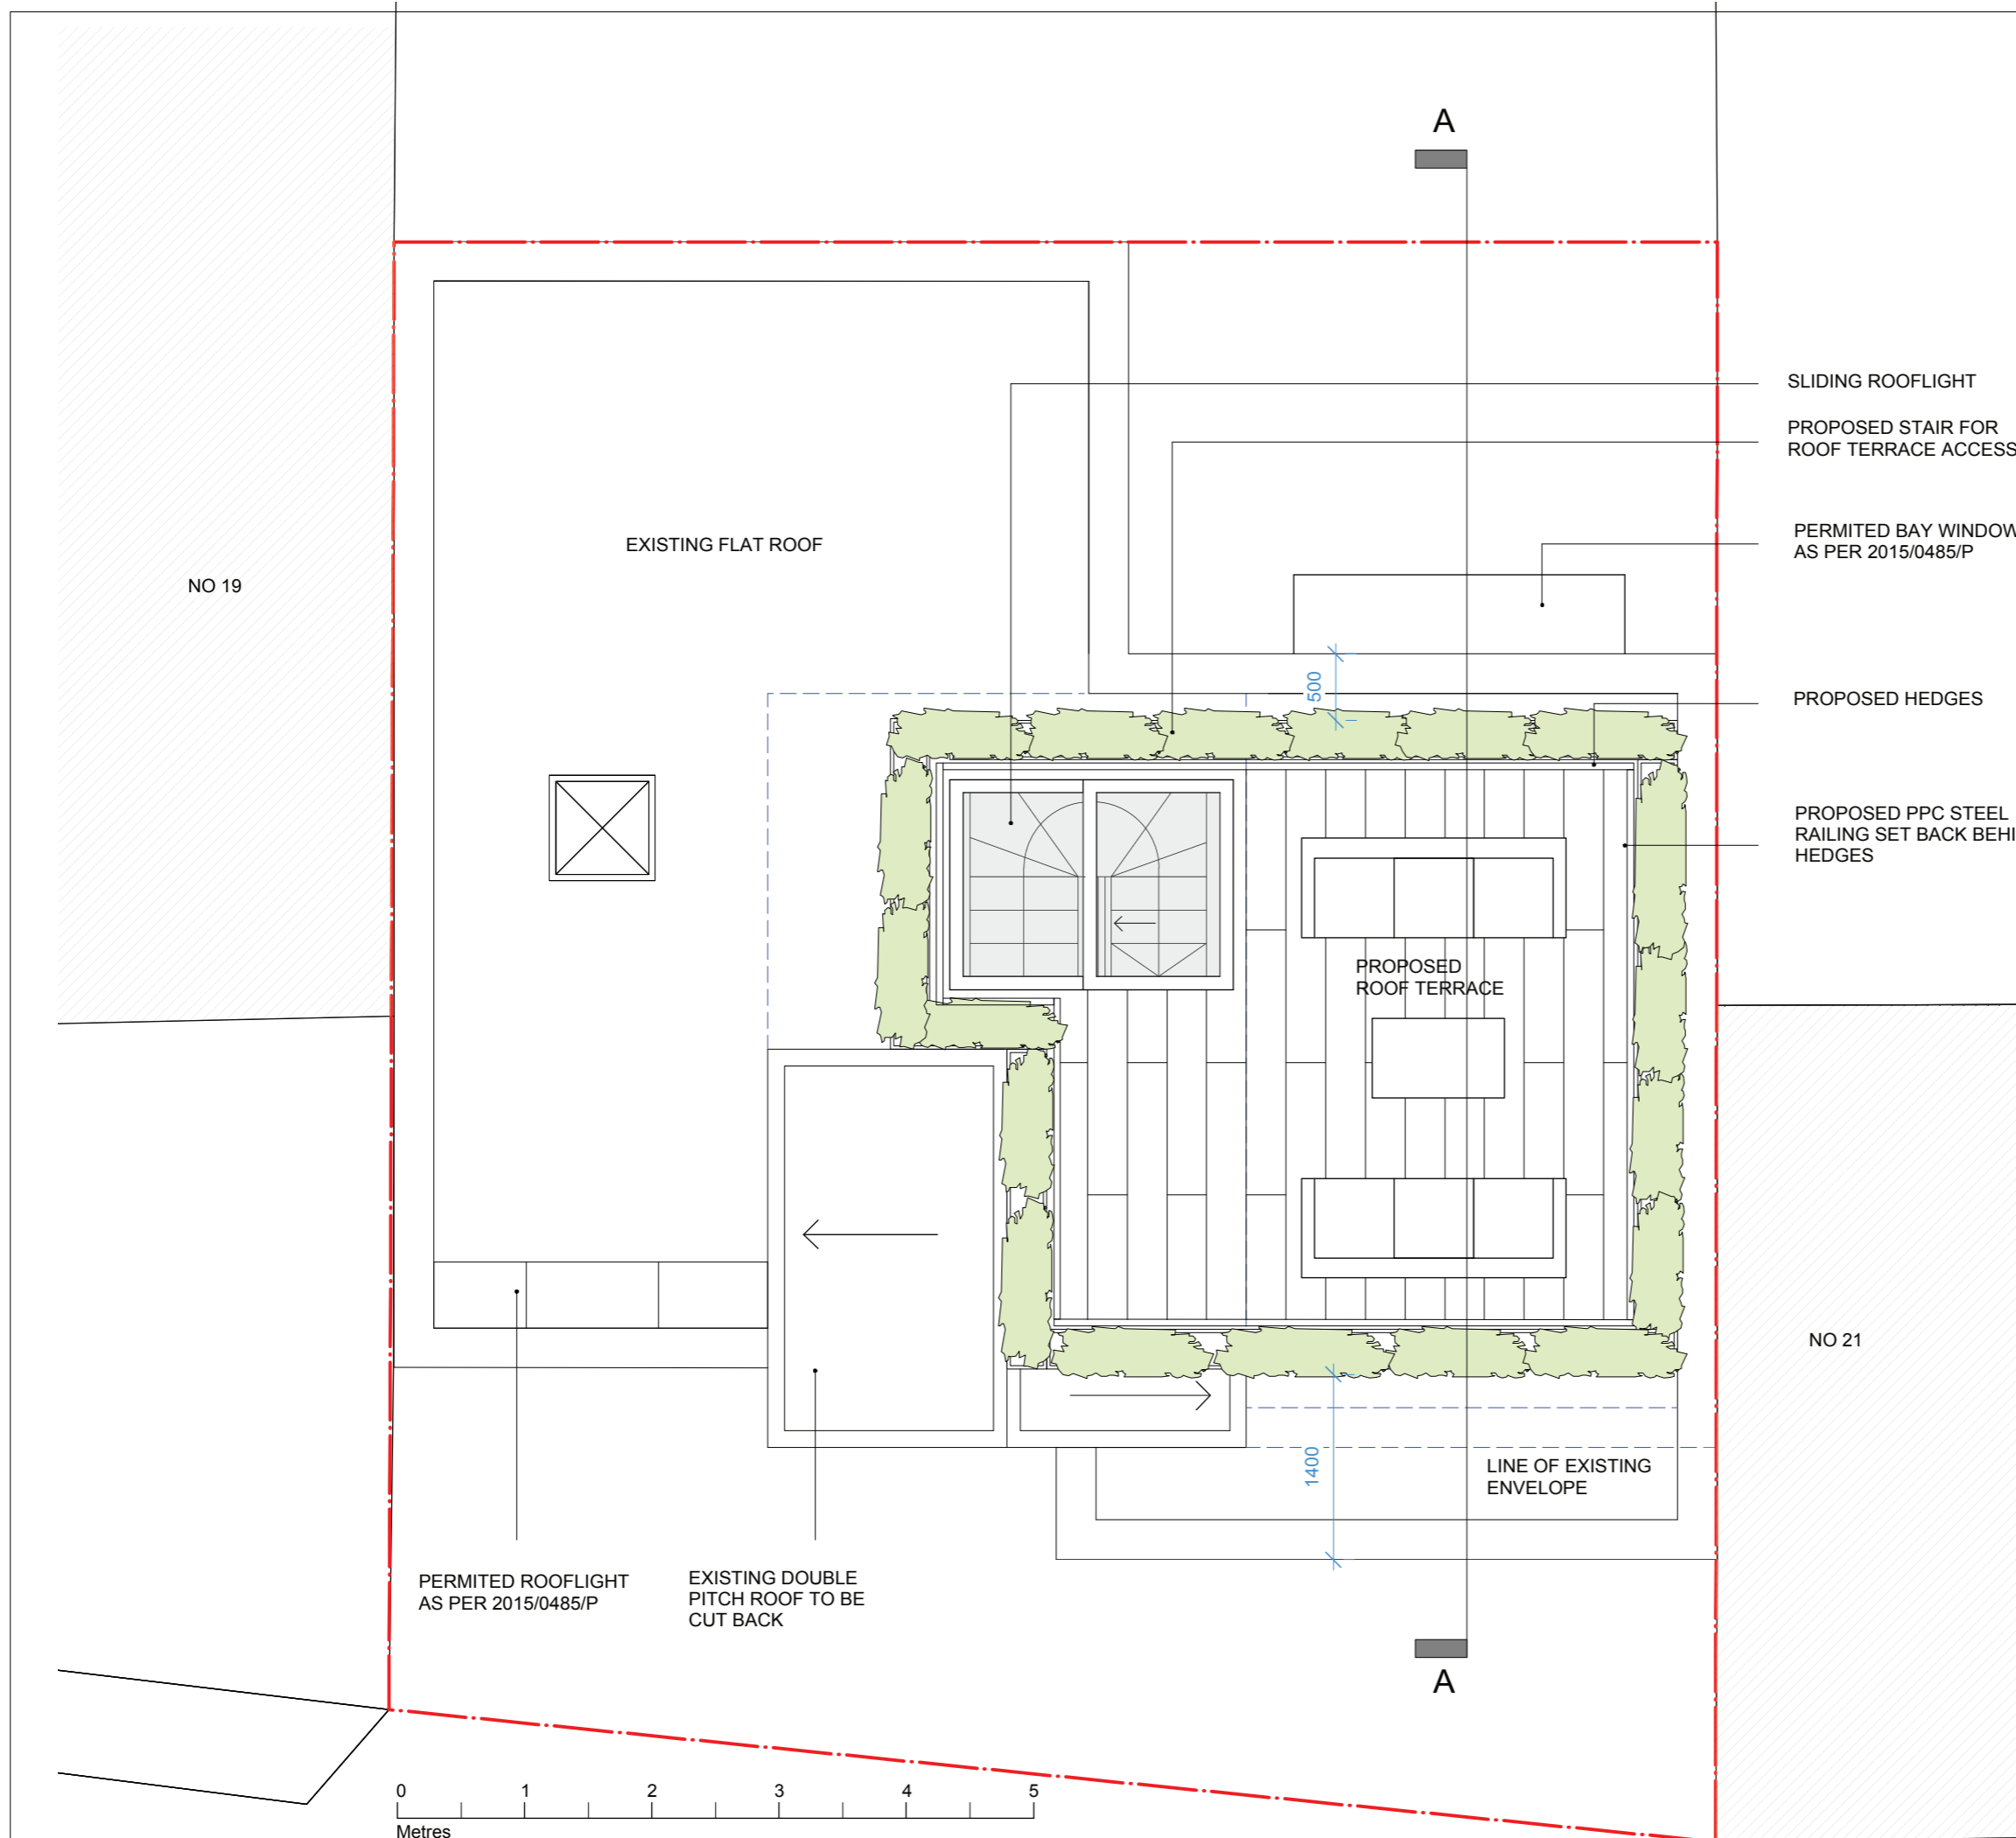 A
SLIDING ROOFLIGHT
PROPOSED STAIR FOR
ROOF TERRACE ACCESS
PERMITED BAY WINDOW
AS PER 2015/0485/P
EXISTING FLAT ROOF
NO 19
500
PROPOSED HEDGES
PROPOSED PPC STEEL
RAILING SET BACK BEHI
HEDGES
PROPOSED
ROOF TERRACE
NO 21
1400
LINE OF EXISTING
ENVELOPE
PERMITED ROOFLIGHT
AS PER 2015/0485/P
EXISTING DOUBLE
PITCH ROOF TO BE
CUT BACK
A
0 1 2 3 4 5
Metres